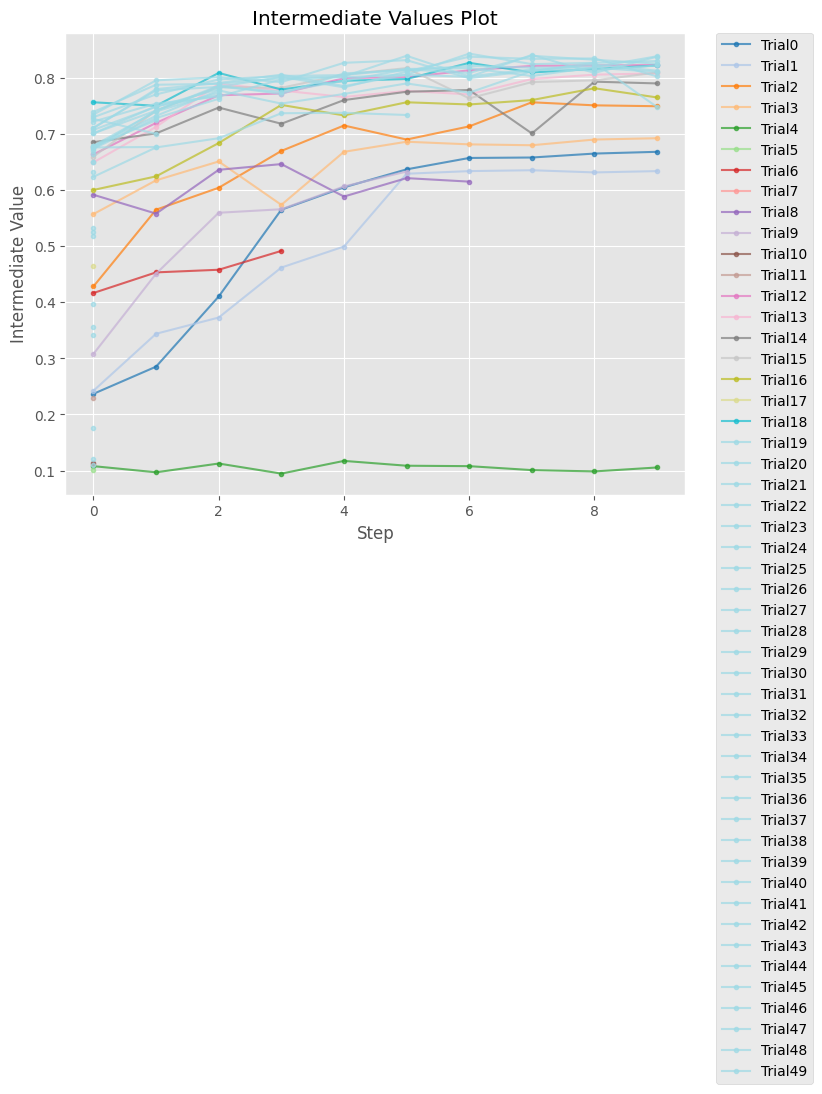 Intermediate Values Plot
Intermediate Value
0.8
0.7
0.6
0.5
0.4
0.3
0.2
0.1
0 2 4 6 8
Step
Trial0
Trial1
Trial2
Trial3
Trial4
Trial5
Trial6
Trial7
Trial8
Trial9
Trial10
Trial11
Trial12
Trial13
Trial14
Trial15
Trial16
Trial17
Trial18
Trial19
Trial20
Trial21
Trial22
Trial23
Trial24
Trial25
Trial26
Trial27
Trial28
Trial29
Trial30
Trial31
Trial32
Trial33
Trial34
Trial35
Trial36
Trial37
Trial38
Trial39
Trial40
Trial41
Trial42
Trial43
Trial44
Trial45
Trial46
Trial47
Trial48
Trial49